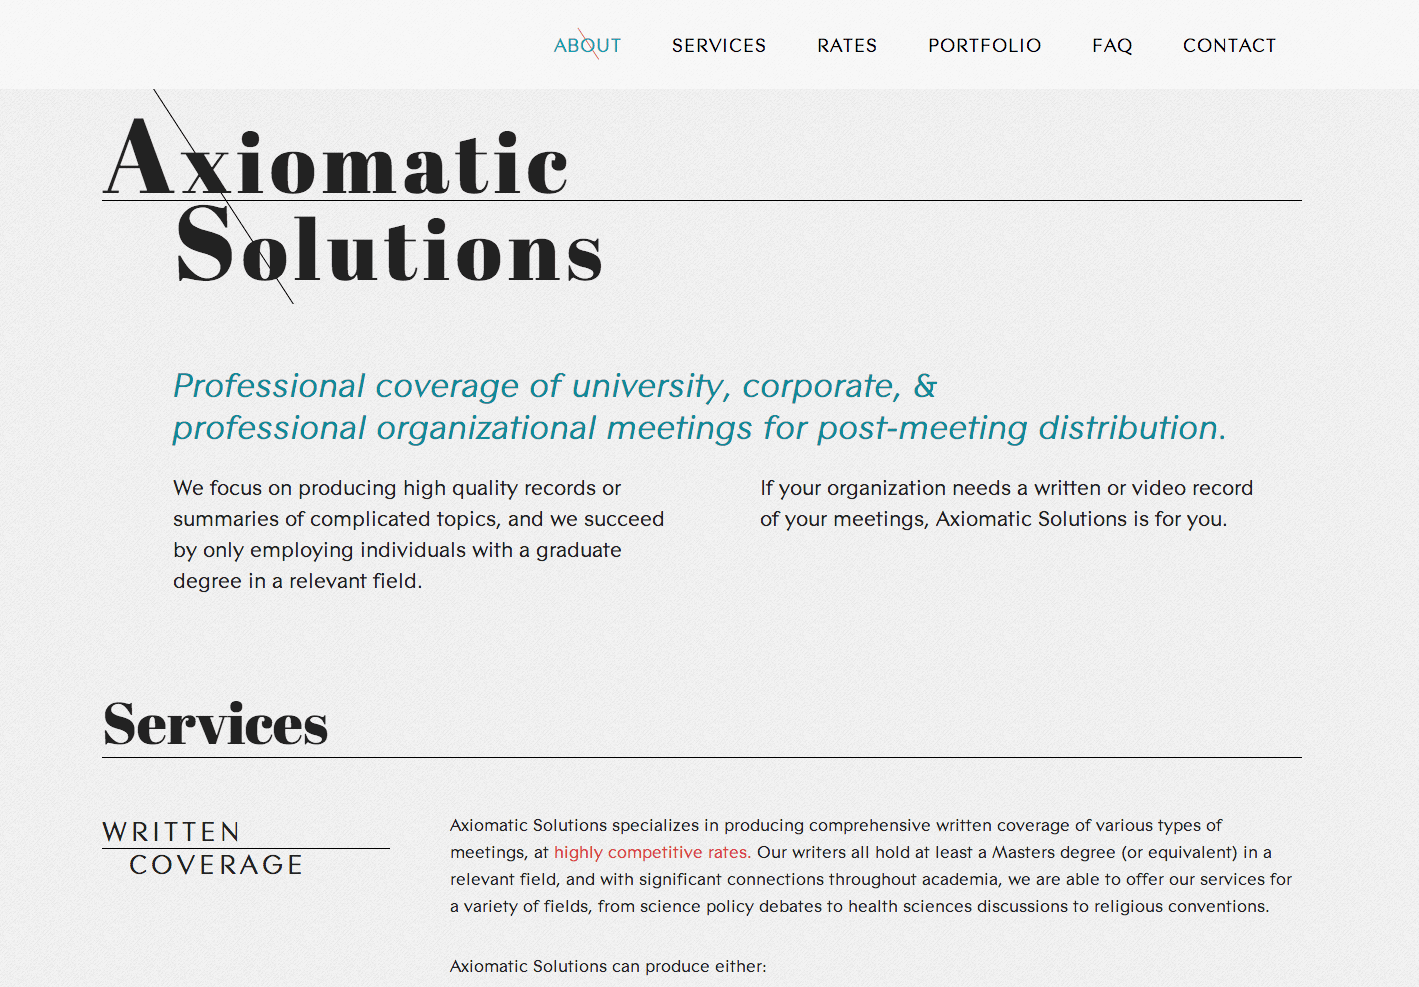 ABOUT SERVICES RATES PORTFOLIO FAQ CONTACT
Axiomatic
Solutions
Professional coverage of university, corporate, &
professional organizational meetings for post-meeting distribution.
We focus on producing high quality records or
summaries of complicated topics, and we succeed
by only employing individuals with a graduate
degree in a relevant field.
If your organization needs a written or video record
of your meetings, Axiomatic Solutions is for you.
Services
WRITTEN
COVERAGE
Axiomatic Solutions specializes in producing comprehensive written coverage of various types of
meetings, at highly competitive rates. Our writers all hold at least a Masters degree (or equivalent) in a
relevant field, and with significant connections throughout academia, we are able to offer our services for
a variety of fields, from science policy debates to health sciences discussions to religious conventions.
Axiomatic Solutions can produce either: